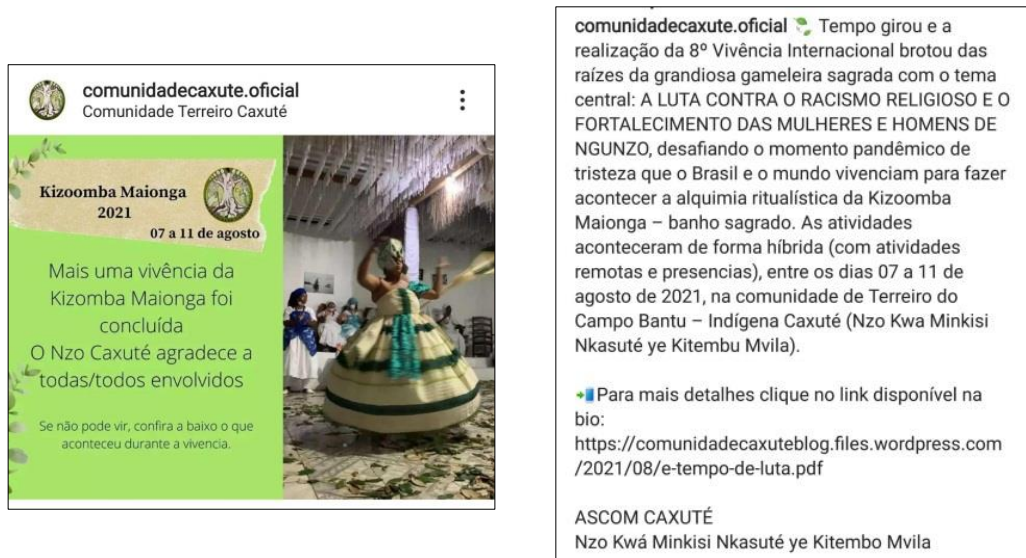 comunidadecaxute.oficial
Comunidade Terreiro Caxuté
Kizoomba Maionga
2021
07 a 11 de agosto
Mais uma vivência da
Kizomba Maionga foi
concluída
O Nzo Caxuté agradece a
todas/todos envolvidos
Se não pode vir, confira a baixo o que
aconteceu durante a vivencia.
comunidadecaxute.oficial 🍃 Tempo girou e a
realização da 8º Vivência Internacional brotou das
raízes da grandiosa gameleira sagrada com o tema
central: A LUTA CONTRA O RACISMO RELIGIOSO E O
FORTALECIMENTO DAS MULHERES E HOMENS DE
NGUNZO, desafiando o momento pandêmico de
tristeza que o Brasil e o mundo vivenciam para fazer
acontecer a alquimia ritualística da Kizoomba
Maionga – banho sagrado. As atividades
aconteceram de forma híbrida (com atividades
remotas e presencias), entre os dias 07 a 11 de
agosto de 2021, na comunidade de Terreiro do
Campo Bantu – Indígena Caxuté (Nzo Kwa Minkisi
Nkasuté ye Kitembu Mvila).
📲Para mais detalhes clique no link disponível na
bio:
https://comunidadecaxuteblog.files.wordpress.com
/2021/08/e-tempo-de-luta.pdf
ASCOM CAXUTÉ
Nzo Kwá Minkisi Nkasuté ye Kitembo Mvila